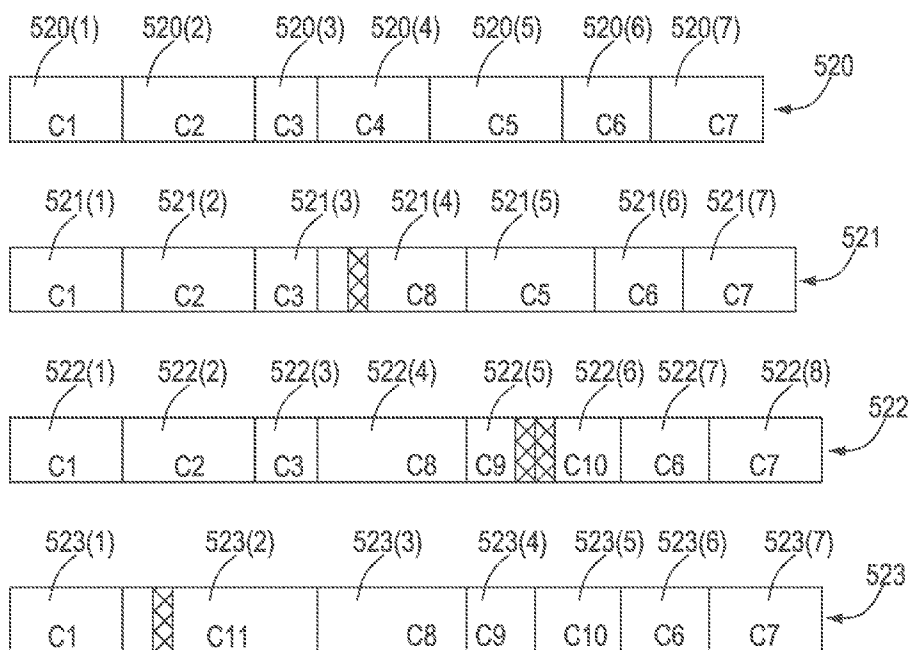 520(1) 520(2) 520(3) 520(4) 520(5) 520(6) 520(7)
520
C1 C2 C3 C4 C5 C6 C7
521(1) 521(2) 521(3) 521(4) 521(5) 521(6) 521(7)
521
C1 C2 C3 C8 C5 C6 C7
522(1) 522(2) 522(3) 522(4) 522(5) 522(6) 522(7) 522(8)
522
C1 C2 C3 C8 C9 C10 C6 C7
523(1) 523(2) 523(3) 523(4) 523(5) 523(6) 523(7)
523
C1 C11 C8 C9 C10 C6 C7